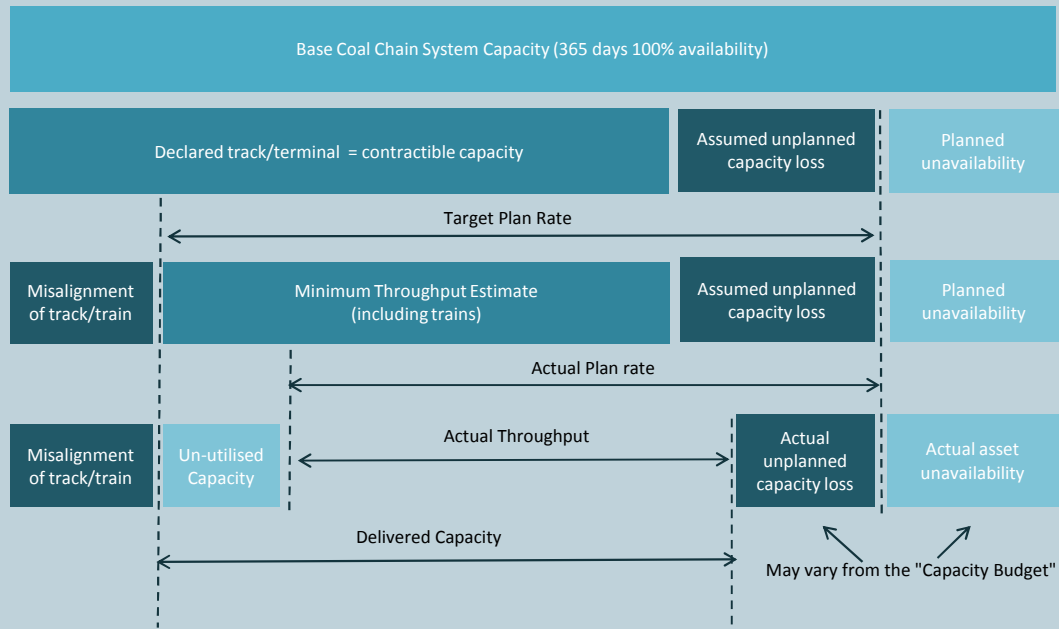 Base Coal Chain System Capacity (365 days 100% availability)
Declared track/terminal = contractible capacity
Assumed unplanned
capacity loss
Planned
unavailability
Target Plan Rate
Misalignment
of track/train
Minimum Throughput Estimate
(including trains)
Assumed unplanned
capacity loss
Planned
unavailability
Actual Plan rate
Misalignment
of track/train
Un-utilised
Capacity
Actual Throughput
Actual
unplanned
capacity loss
Actual asset
unavailability
Delivered Capacity
May vary from the "Capacity Budget"